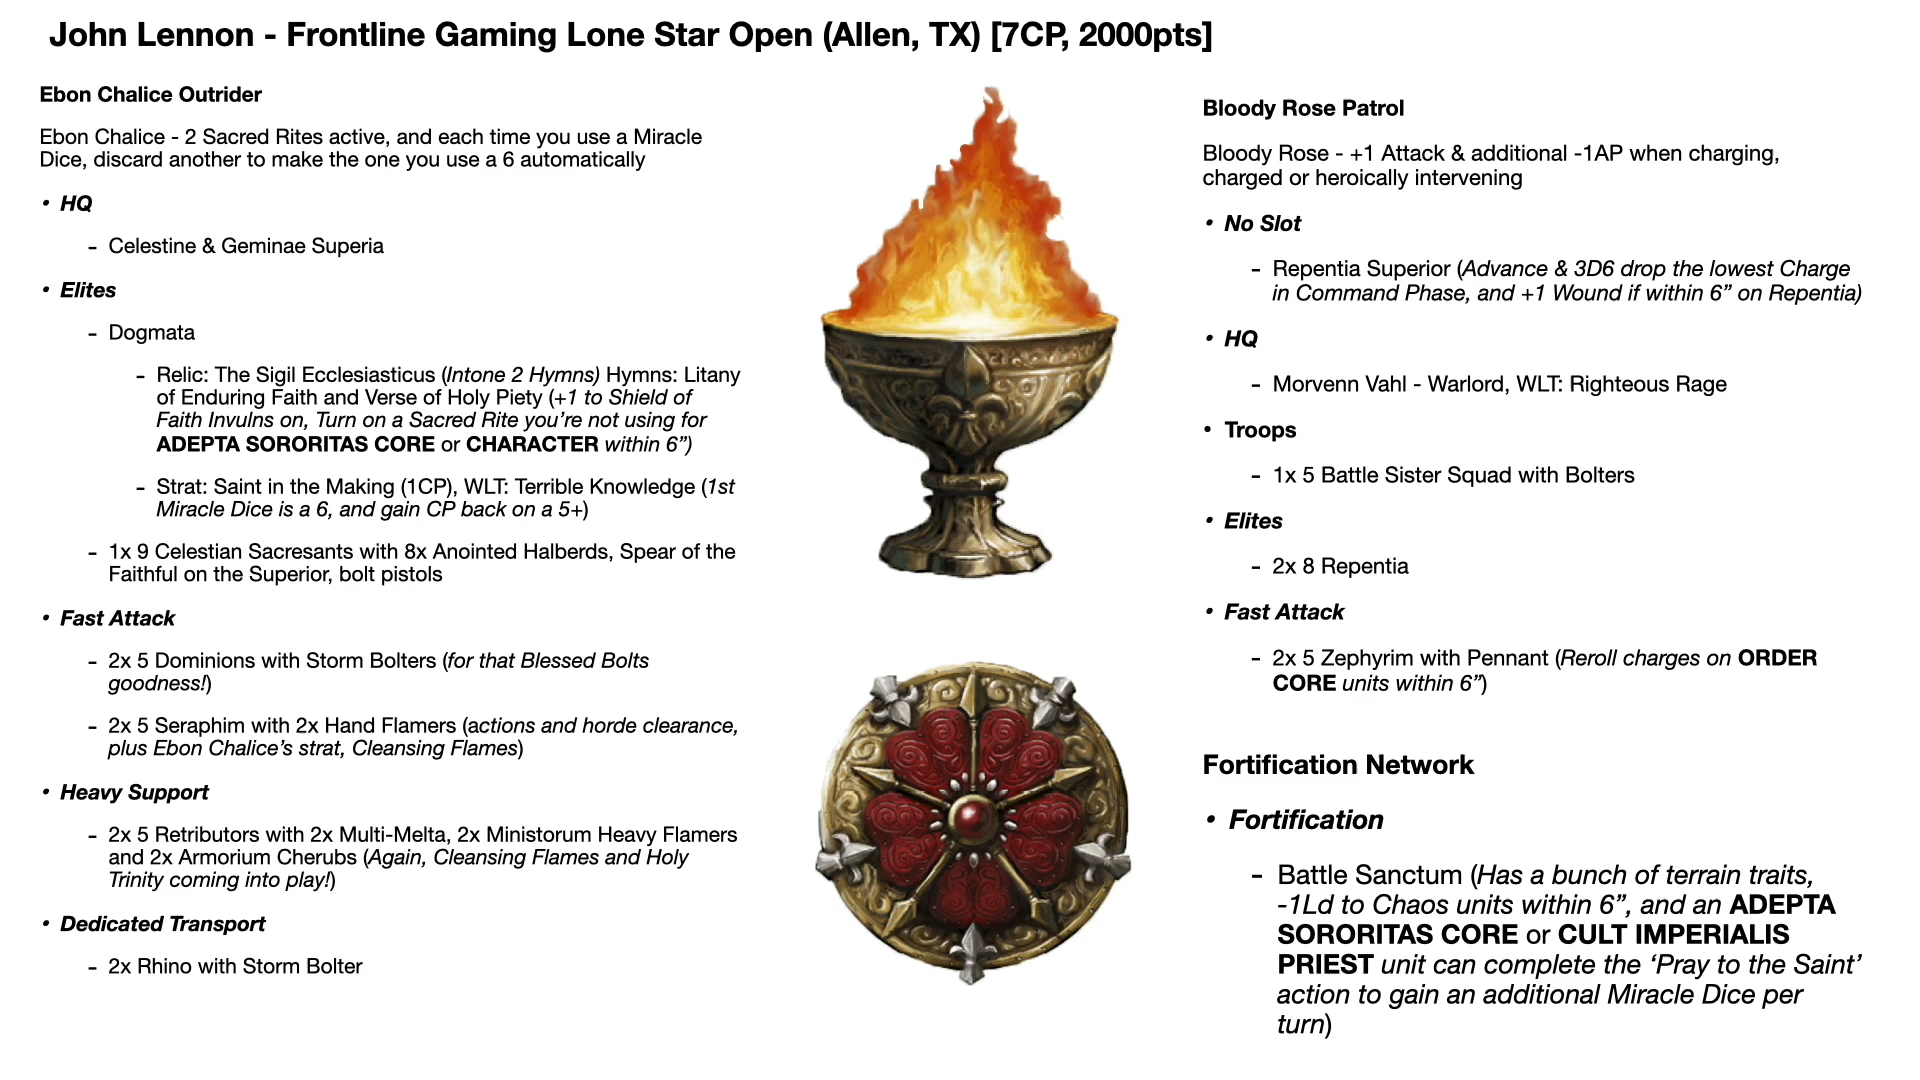 John Lennon - Frontline Gaming Lone Star Open (Allen, TX) [7CP, 2000pts]
Ebon Chalice Outrider
Ebon Chalice - 2 Sacred Rites active, and each time you use a Miracle
Dice, discard another to make the one you use a 6 automatically
• HQ
- Celestine & Geminae Superia
• Elites
- Dogmata
- Relic: The Sigil Ecclesiasticus (Intone 2 Hymns) Hymns: Litany
of Enduring Faith and Verse of Holy Piety (+1 to Shield of
Faith Invulns on, Turn on a Sacred Rite you’re not using for
ADEPTA SORORITAS CORE or CHARACTER within 6”)
- Strat: Saint in the Making (1CP), WLT: Terrible Knowledge (1st
Miracle Dice is a 6, and gain CP back on a 5+)
- 1x 9 Celestian Sacresants with 8x Anointed Halberds, Spear of the
Faithful on the Superior, bolt pistols
• Fast Attack
- 2x 5 Dominions with Storm Bolters (for that Blessed Bolts
goodness!)
- 2x 5 Seraphim with 2x Hand Flamers (actions and horde clearance,
plus Ebon Chalice’s strat, Cleansing Flames)
• Heavy Support
- 2x 5 Retributors with 2x Multi-Melta, 2x Ministorum Heavy Flamers
and 2x Armorium Cherubs (Again, Cleansing Flames and Holy
Trinity coming into play!)
• Dedicated Transport
- 2x Rhino with Storm Bolter
Bloody Rose Patrol
Bloody Rose - +1 Attack & additional -1AP when charging,
charged or heroically intervening
• No Slot
- Repentia Superior (Advance & 3D6 drop the lowest Charge
in Command Phase, and +1 Wound if within 6” on Repentia)
• HQ
- Morvenn Vahl - Warlord, WLT: Righteous Rage
• Troops
- 1x 5 Battle Sister Squad with Bolters
• Elites
- 2x 8 Repentia
• Fast Attack
- 2x 5 Zephyrim with Pennant (Reroll charges on ORDER
CORE units within 6”)
Fortification Network
• Fortification
- Battle Sanctum (Has a bunch of terrain traits,
-1Ld to Chaos units within 6”, and an ADEPTA
SORORITAS CORE or CULT IMPERIALIS
PRIEST unit can complete the ‘Pray to the Saint’
action to gain an additional Miracle Dice per
turn)